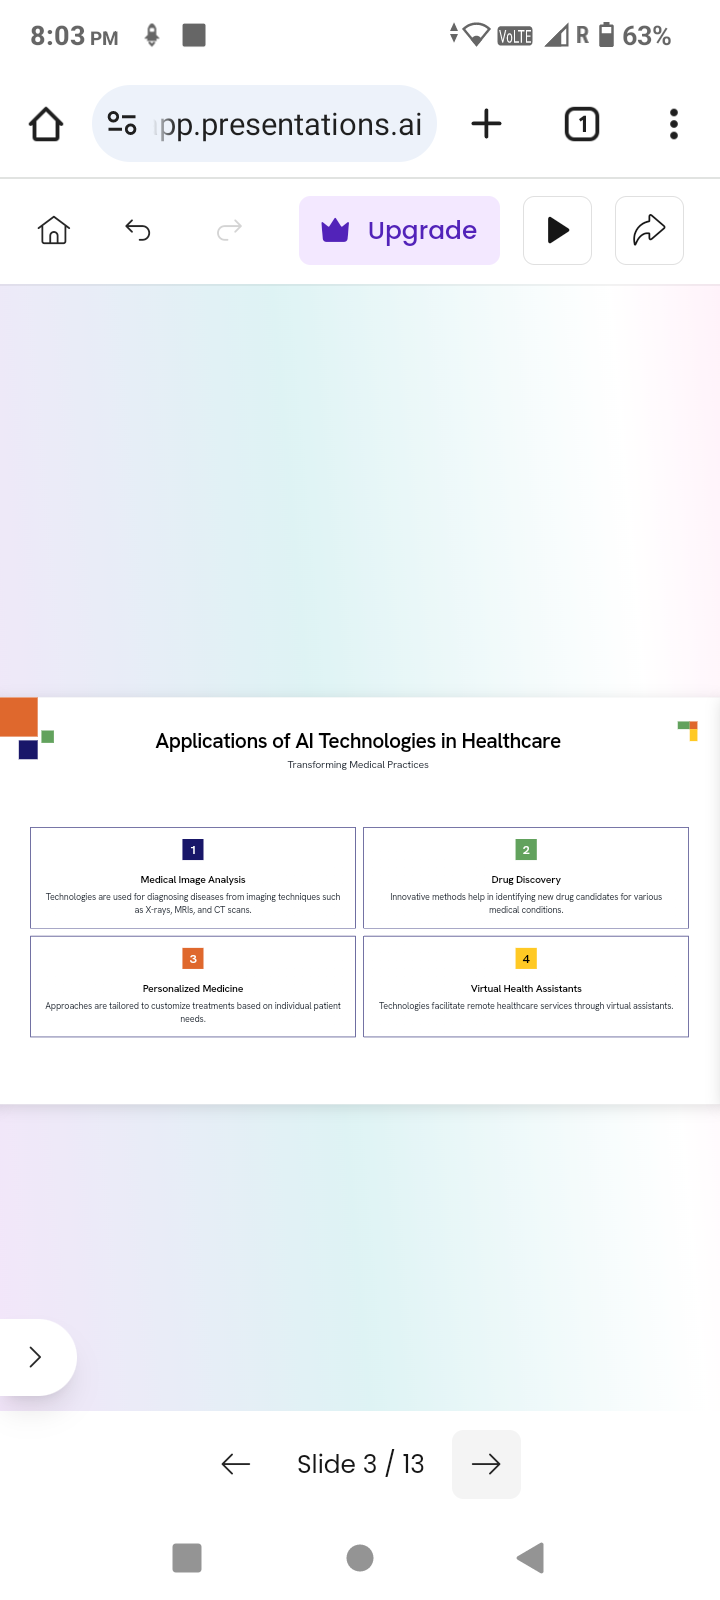 8:03 PM VoLTE R 63%
pp.presentations.ai 1
Upgrade
Applications of AI Technologies in Healthcare
Transforming Medical Practices
1
Medical Image Analysis
Technologies are used for diagnosing diseases from imaging techniques such
as X-rays, MRIs, and CT scans.
2
Drug Discovery
Innovative methods help in identifying new drug candidates for various
medical conditions.
3
Personalized Medicine
Approaches are tailored to customize treatments based on individual patient
needs.
4
Virtual Health Assistants
Technologies facilitate remote healthcare services through virtual assistants.
Slide 3 / 13